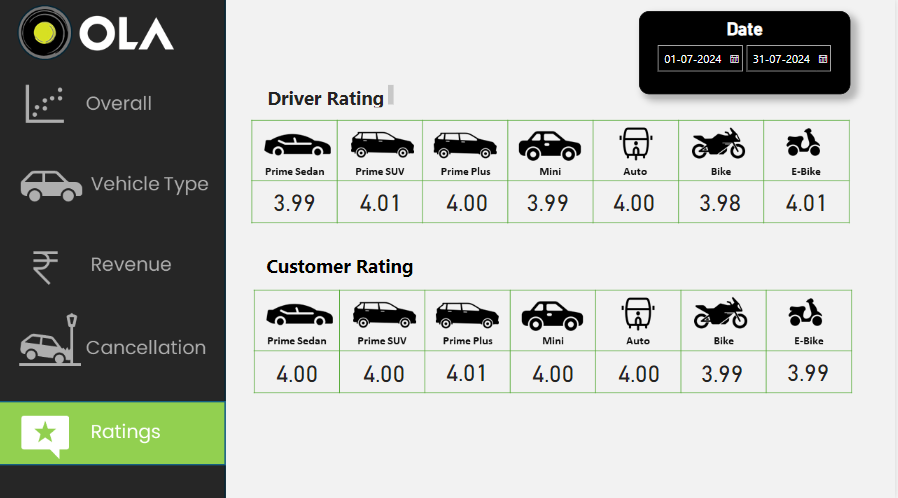 OLA
Overall
Vehicle Type
₹ Revenue
Cancellation
Ratings
Date
01-07-2024 31-07-2024
Driver Rating
Prime Sedan Prime SUV Prime Plus Mini Auto Bike E-Bike
3.99 4.01 4.00 3.99 4.00 3.98 4.01
Customer Rating
Prime Sedan Prime SUV Prime Plus Mini Auto Bike E-Bike
4.00 4.00 4.01 4.00 4.00 3.99 3.99